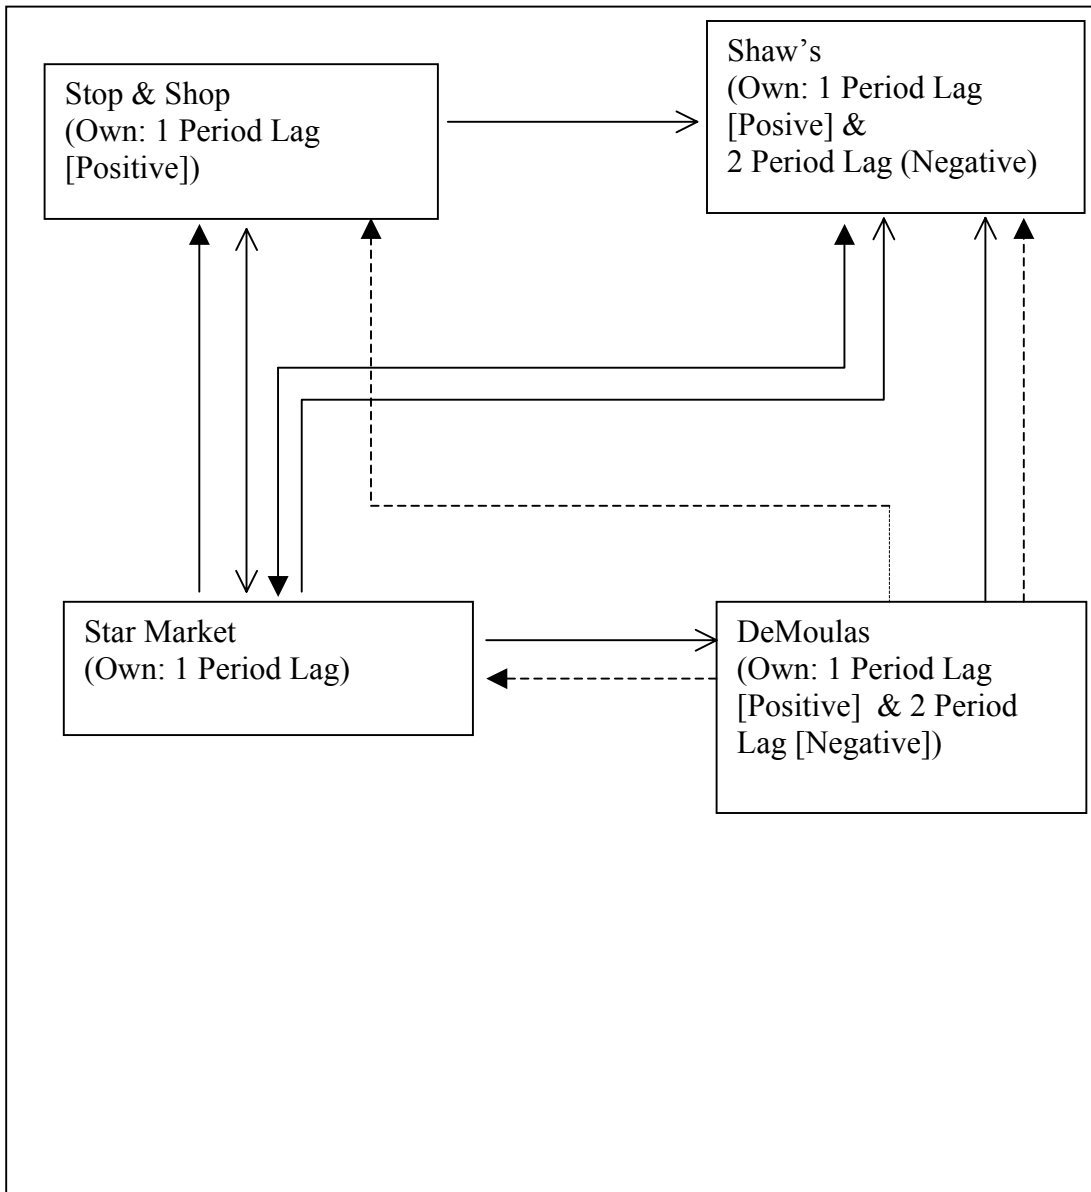 Stop & Shop
(Own: 1 Period Lag
[Positive])
Shaw’s
(Own: 1 Period Lag
[Posive] &
2 Period Lag (Negative)
Star Market
(Own: 1 Period Lag)
DeMoulas
(Own: 1 Period Lag
[Positive]  & 2 Period
Lag [Negative])